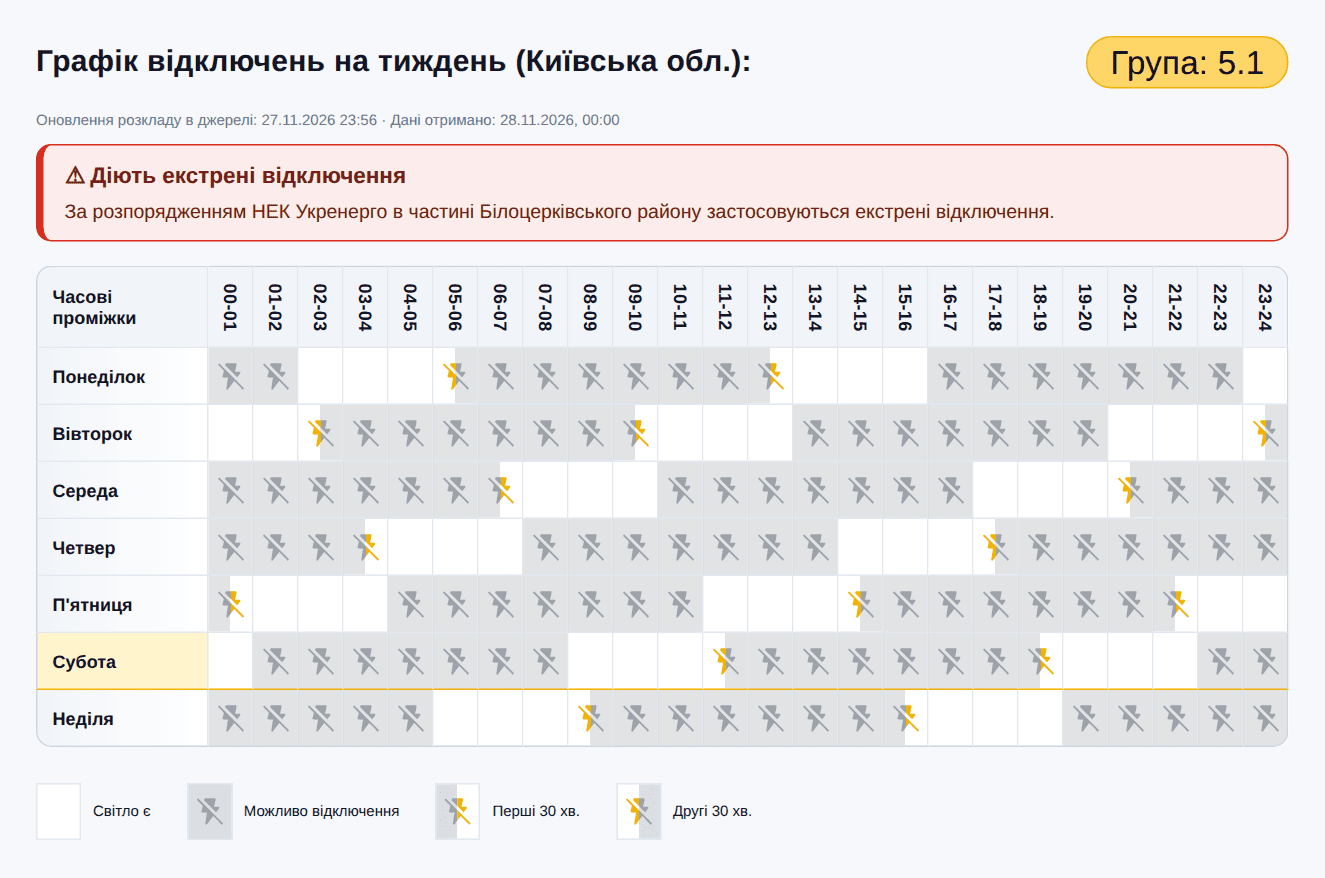 Графік відключень на тиждень (Київська обл.):
Група: 5.1
Оновлення розкладу в джерелі: 27.11.2026 23:56 · Дані отримано: 28.11.2026, 00:00
⚠ Діють екстрені відключення
За розпорядженням НЕК Укренерго в частині Білоцерківського району застосовуються екстрені відключення.
Часові
проміжки
00-01
01-02
02-03
03-04
04-05
05-06
06-07
07-08
08-09
09-10
10-11
11-12
12-13
13-14
14-15
15-16
16-17
17-18
18-19
19-20
20-21
21-22
22-23
23-24
Понеділок
Вівторок
Середа
Четвер
П'ятниця
Субота
Неділя
Світло є
Можливо відключення
Перші 30 хв.
Другі 30 хв.